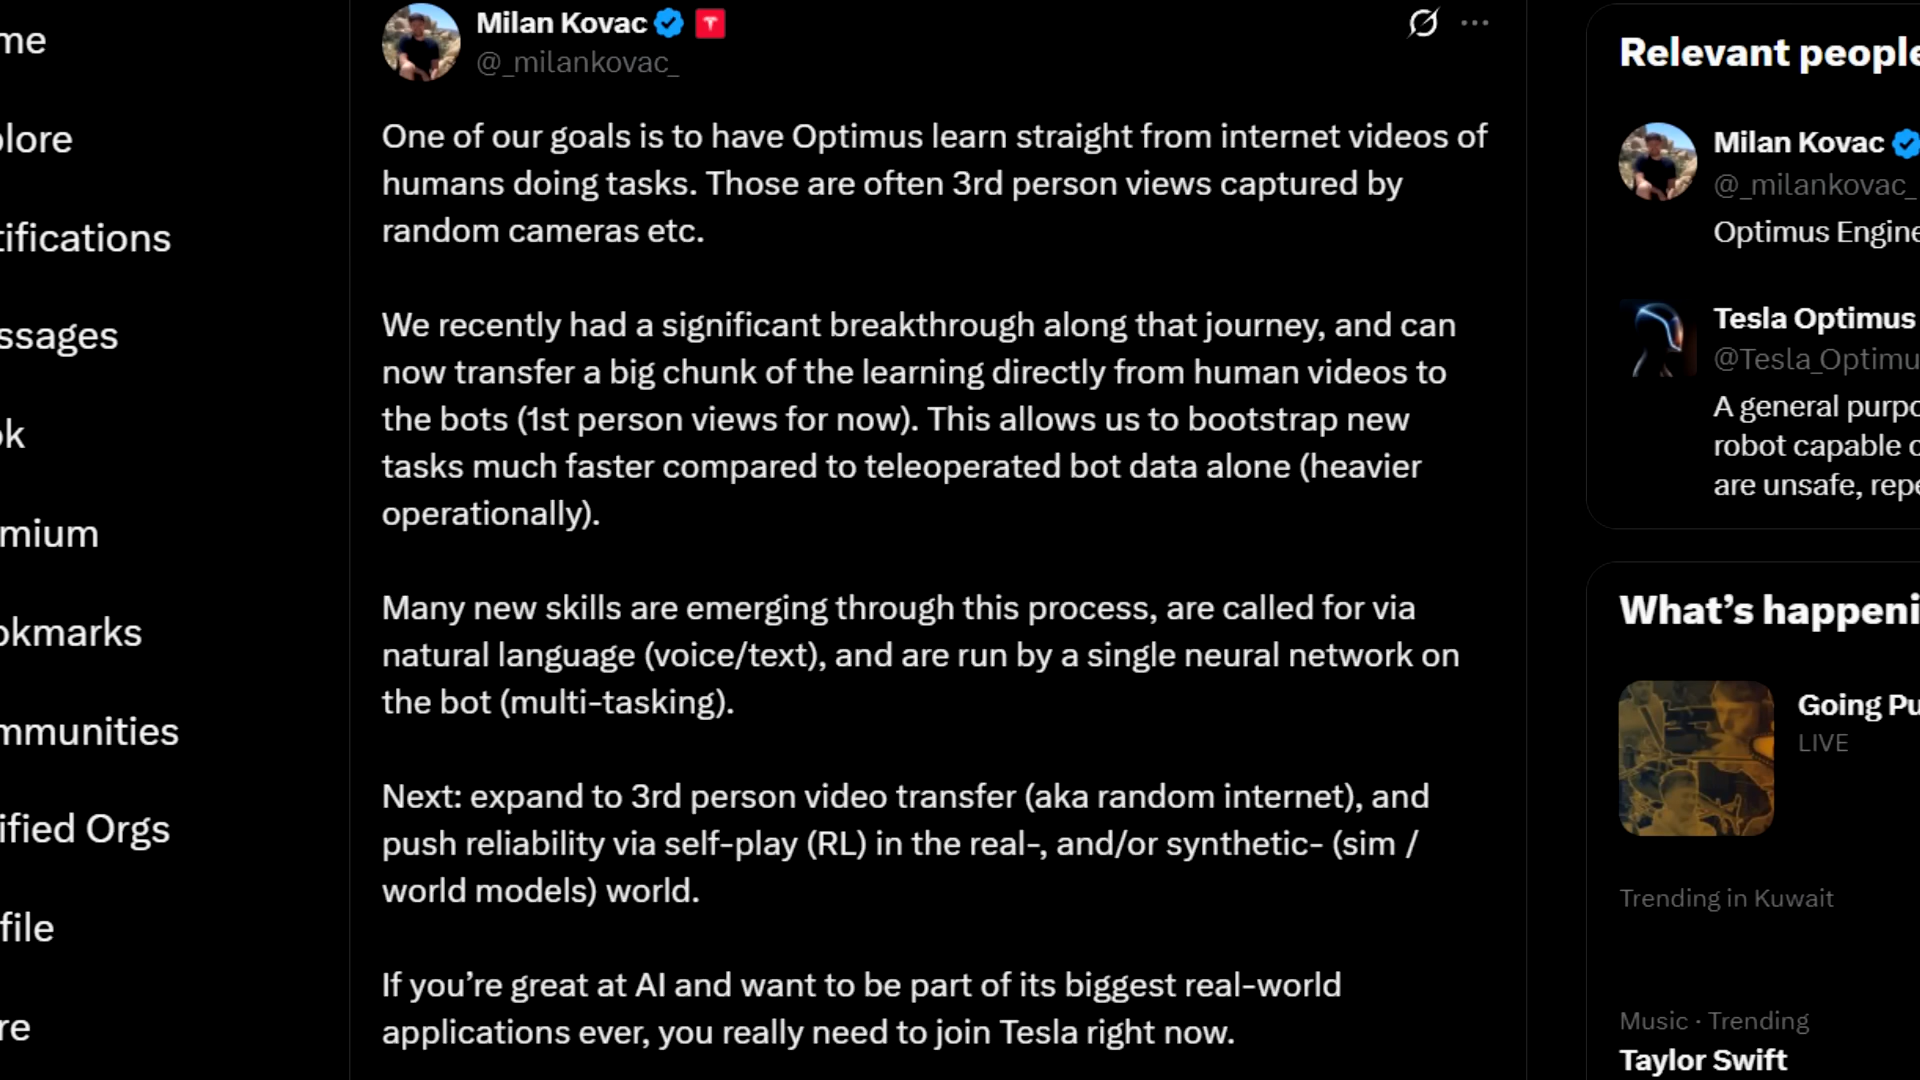 me
lore
tifications
ssages
ok
mium
okmarks
mmunities
ified Orgs
file
re
Milan Kovac
@_milankovac_
One of our goals is to have Optimus learn straight from internet videos of
humans doing tasks. Those are often 3rd person views captured by
random cameras etc.
We recently had a significant breakthrough along that journey, and can
now transfer a big chunk of the learning directly from human videos to
the bots (1st person views for now). This allows us to bootstrap new
tasks much faster compared to teleoperated bot data alone (heavier
operationally).
Many new skills are emerging through this process, are called for via
natural language (voice/text), and are run by a single neural network on
the bot (multi-tasking).
Next: expand to 3rd person video transfer (aka random internet), and
push reliability via self-play (RL) in the real-, and/or synthetic- (sim /
world models) world.
If you’re great at AI and want to be part of its biggest real-world
applications ever, you really need to join Tesla right now.
Relevant people
Milan Kovac
@_milankovac_
Optimus Engine
Tesla Optimus
@Tesla_Optimu
A general purpo
robot capable o
are unsafe, repe
What’s happeni
Going Pu
LIVE
Trending in Kuwait
Music · Trending
Taylor Swift